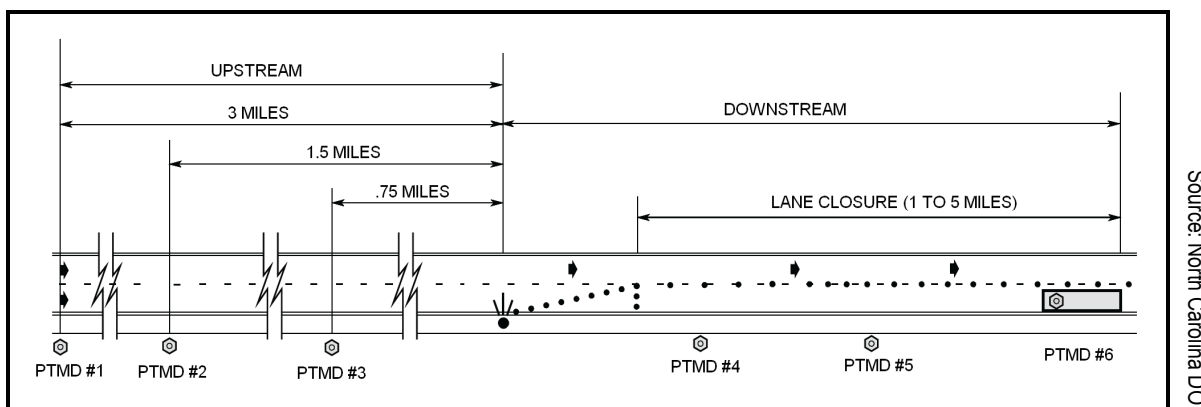 UPSTREAM
3 MILES
DOWNSTREAM
1.5 MILES
.75 MILES
LANE CLOSURE (1 TO 5 MILES)
PTMD #1
PTMD #2
PTMD #3
PTMD #4
PTMD #5
PTMD #6
Source: North Carolina